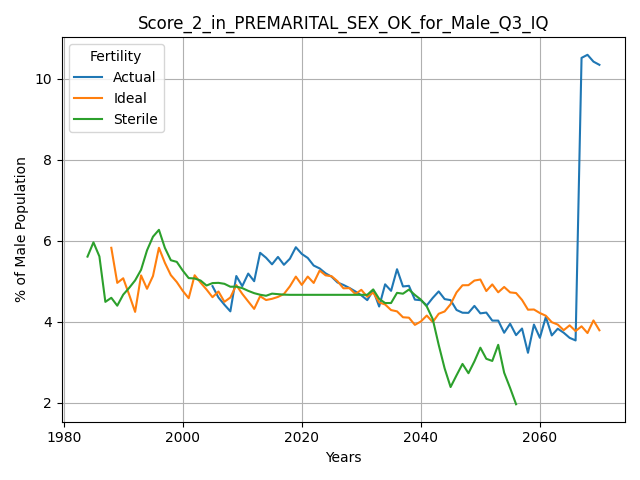 Score_2_in_PREMARITAL_SEX_OK_for_Male_Q3_IQ
Fertility
Actual
Ideal
Sterile
% of Male Population
10
8
6
4
2
1980 2000 2020 2040 2060
Years